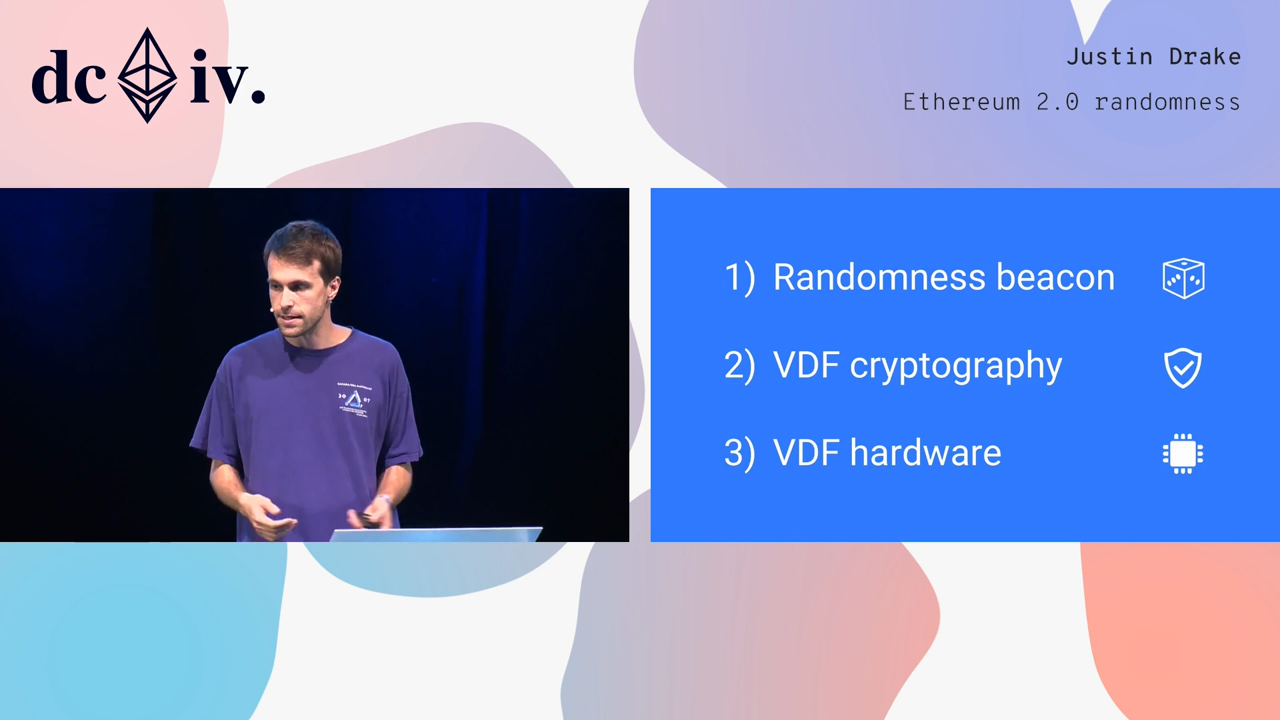 dc iv.
Justin Drake
Ethereum 2.0 randomness
1) Randomness beacon
2) VDF cryptography
3) VDF hardware